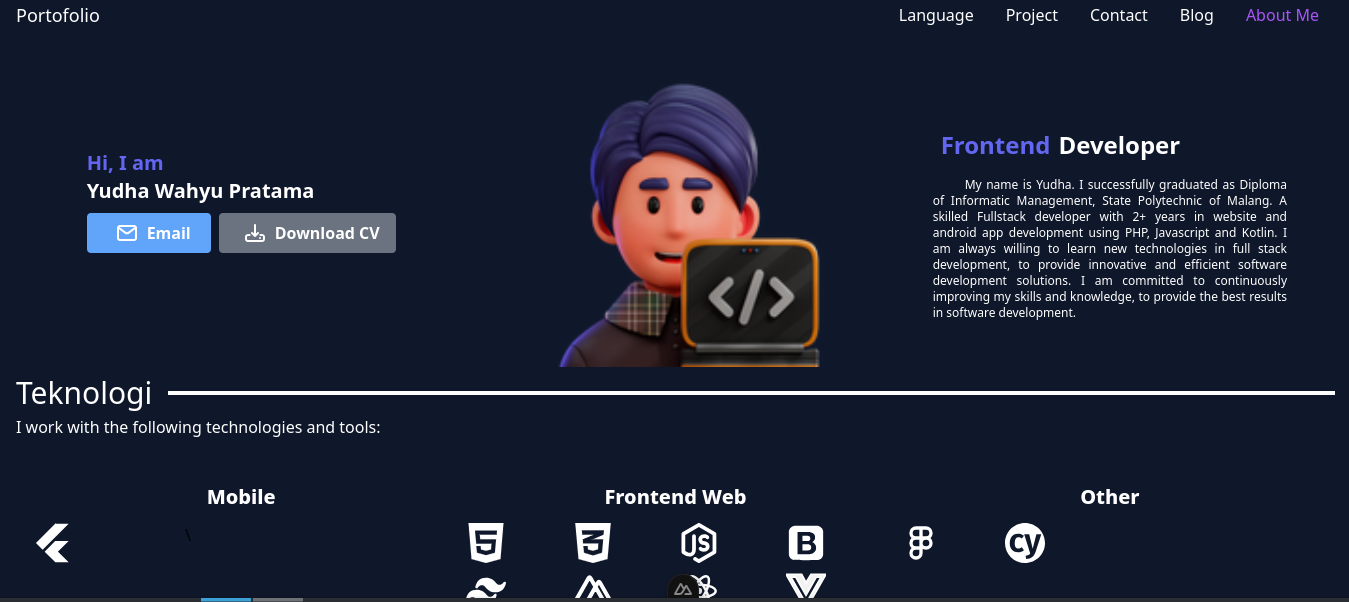 Portofolio
Language
Project
Contact
Blog
About Me
Hi, I am
Yudha Wahyu Pratama
Email
Download CV
</>
Frontend Developer
My name is Yudha. I successfully graduated as Diploma
of Informatic Management, State Polytechnic of Malang. A
skilled Fullstack developer with 2+ years in website and
android app development using PHP, Javascript and Kotlin. I
am always willing to learn new technologies in full stack
development, to provide innovative and efficient software
development solutions. I am committed to continuously
improving my skills and knowledge, to provide the best results
in software development.
Teknologi
I work with the following technologies and tools:
Mobile
Frontend Web
Other
\
5
3
JS
B
cy